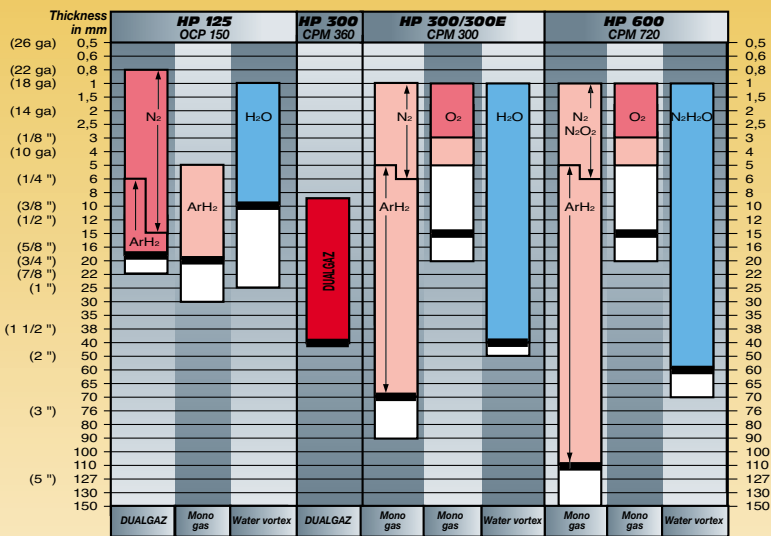 Thickness
in mm
HP 125
OCP 150
HP 300
CPM 360
HP 300/300E
CPM 300
HP 600
CPM 720
(26 ga) 0,5 0,5
0,6 0,6
(22 ga) 0,8 0,8
(18 ga) 1 1
1,5 1,5
(14 ga) 2 N₂ H₂O N₂ O₂ H₂O N₂ O₂ N₂H₂O 2
2,5 N₂O₂ 2,5
(1/8 ") 3 3
(10 ga) 4 4
5 5
(1/4 ") 6 6
8 8
(3/8 ") 10 ArH₂ ArH₂ ArH₂ 10
(1/2 ") 12 12
15 ArH₂ 15
(5/8 ") 16 DUALGAZ 16
(3/4 ") 20 20
(7/8 ") 22 22
(1 ") 25 25
30 30
(1 1/2 ") 35 35
38 38
40 40
(2 ") 50 50
60 60
65 65
70 70
(3 ") 76 76
80 80
90 90
100 100
110 110
(5 ") 127 127
130 130
150 150
DUALGAZ
Mono
gas
Water vortex
DUALGAZ
Mono
gas
Mono
gas
Water vortex
Mono
gas
Mono
gas
Water vortex